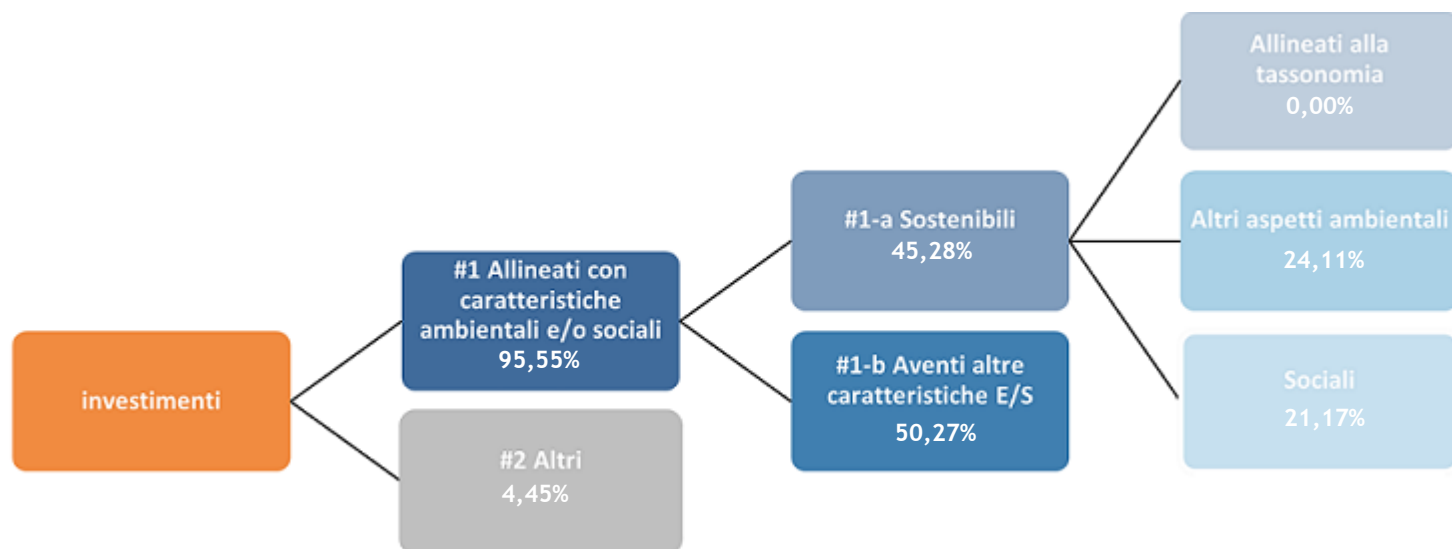 investimenti
#1 Allineati con
caratteristiche
ambientali e/o sociali
95,55%
#2 Altri
4,45%
#1-a Sostenibili
45,28%
#1-b Aventi altre
caratteristiche E/S
50,27%
Allineati alla
tassonomia
0,00%
Altri aspetti ambientali
24,11%
Sociali
21,17%